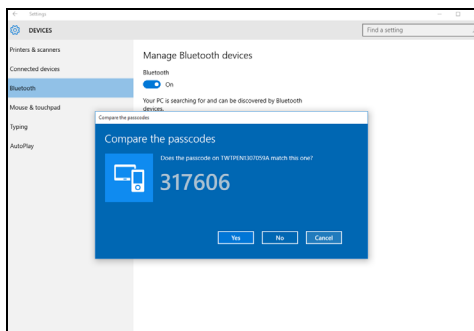 Settings
DEVICES
Find a setting
Printers & scanners
Connected devices
Bluetooth
Mouse & touchpad
Typing
AutoPlay
Manage Bluetooth devices
Bluetooth
On
Your PC is searching for and can be discovered by Bluetooth
devices.
Compare the passcodes
Compare the passcodes
Does the passcode on TWTPEN1307059A match this one?
317606
Yes
No
Cancel